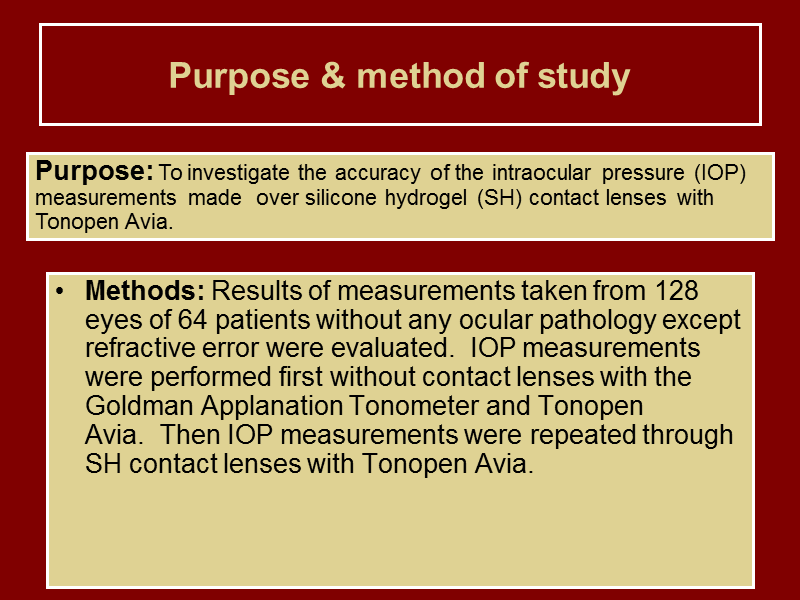 Purpose & method of study
Purpose: To investigate the accuracy of the intraocular pressure (IOP)
measurements made over silicone hydrogel (SH) contact lenses with
Tonopen Avia.
• Methods: Results of measurements taken from 128
eyes of 64 patients without any ocular pathology except
refractive error were evaluated. IOP measurements
were performed first without contact lenses with the
Goldman Applanation Tonometer and Tonopen
Avia. Then IOP measurements were repeated through
SH contact lenses with Tonopen Avia.